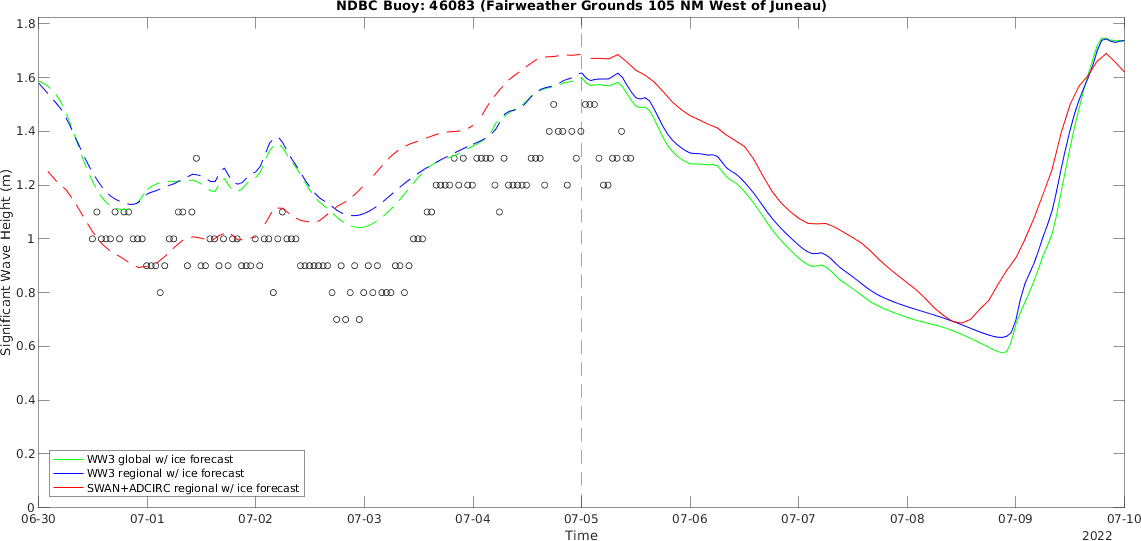 NDBC Buoy: 46083 (Fairweather Grounds 105 NM West of Juneau)
1.8
1.6
1.4
1.2
1
0.8
0.6
0.4
0.2
0
Significant Wave Height (m)
WW3 global w/ ice forecast
WW3 regional w/ ice forecast
SWAN+ADCIRC regional w/ ice forecast
06-30 07-01 07-02 07-03 07-04 07-05 07-06 07-07 07-08 07-09 07-10
Time
2022